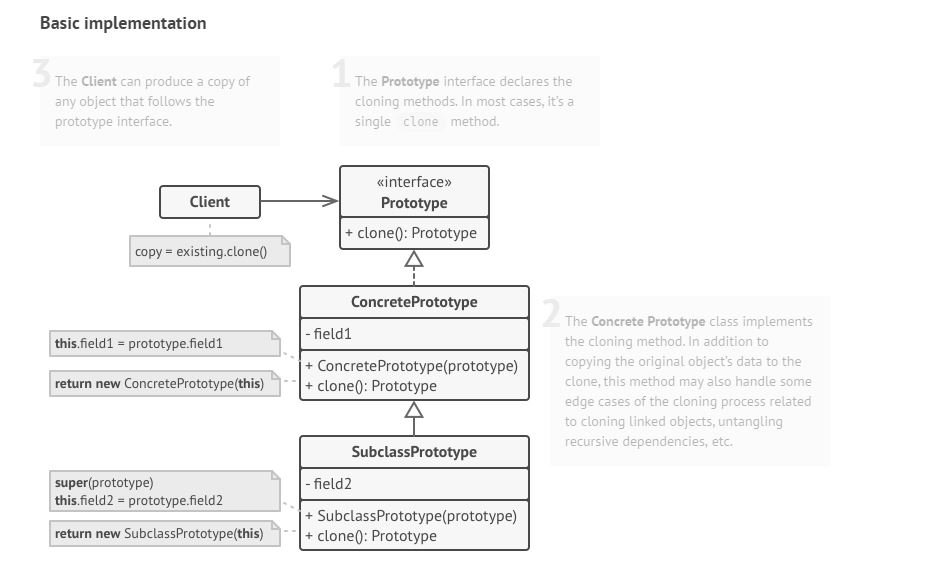 Basic implementation
3
The Client can produce a copy of
any object that follows the
prototype interface.
1
The Prototype interface declares the
cloning methods. In most cases, it's a
single clone method.
«interface»
Prototype
+ clone(): Prototype
Client
copy = existing.clone()
ConcretePrototype
- field1
+ ConcretePrototype(prototype)
+ clone(): Prototype
this.field1 = prototype.field1
return new ConcretePrototype(this)
2
The Concrete Prototype class implements
the cloning method. In addition to
copying the original object's data to the
clone, this method may also handle some
edge cases of the cloning process related
to cloning linked objects, untangling
recursive dependencies, etc.
SubclassPrototype
- field2
+ SubclassPrototype(prototype)
+ clone(): Prototype
super(prototype)
this.field2 = prototype.field2
return new SubclassPrototype(this)